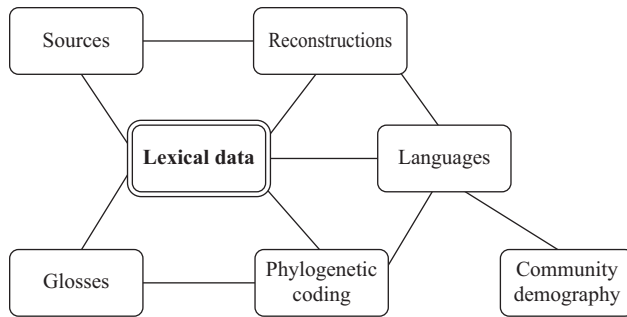 Sources
Reconstructions
Lexical data
Languages
Glosses
Phylogenetic
coding
Community
demography